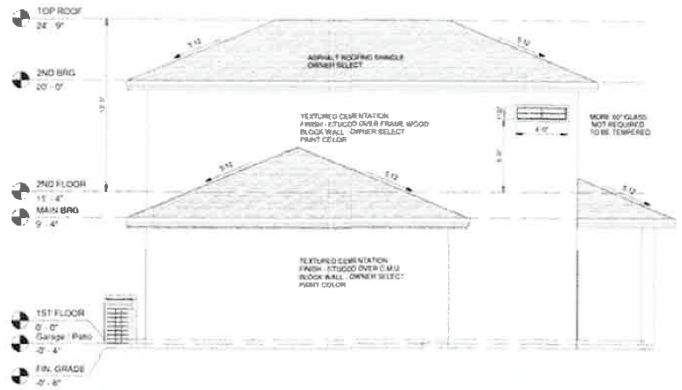 TOP ROOF
24' - 9"
5:12
5:12
ASPHALT ROOFING SHINGLE
OWNER SELECT
2ND BRG
20' - 0"
TEXTURED CEMENTATION
FINISH - STUCCO OVER FRAME WOOD
BLOCK WALL - OWNER SELECT
PAINT COLOR
4'-0"
MORE 60" GLASS
NOT REQUIRED
TO BE TEMPERED
5:12
5:12
5:12
2ND FLOOR
11' - 4"
MAIN BRG
9' - 4"
TEXTURED CEMENTATION
FINISH - STUCCO OVER C.M.U.
BLOCK WALL - OWNER SELECT
PAINT COLOR
1ST FLOOR
0' - 0"
Garage / Patio
-0' - 4"
FIN. GRADE
-0' - 8"